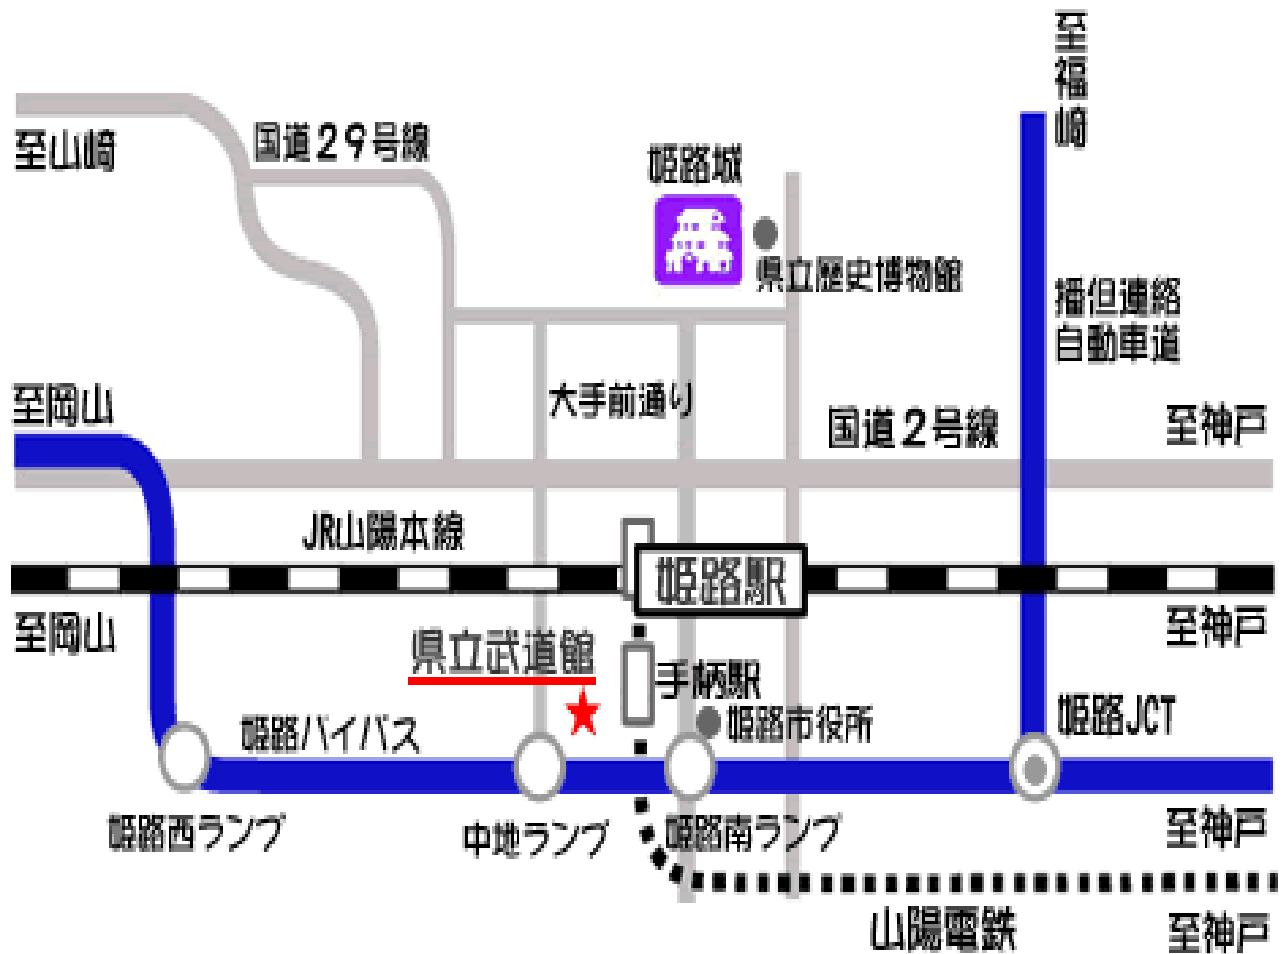 至福崎
至山崎
国道29号線
姫路城
県立歴史博物館
播但連絡
自動車道
至岡山
大手前通り
国道2号線
至神戸
JR山陽本線
姫路駅
至岡山
至神戸
県立武道館
手柄駅
姫路バイパス
姫路市役所
姫路JCT
姫路西ランプ
中地ランプ
姫路南ランプ
至神戸
山陽電鉄
至神戸